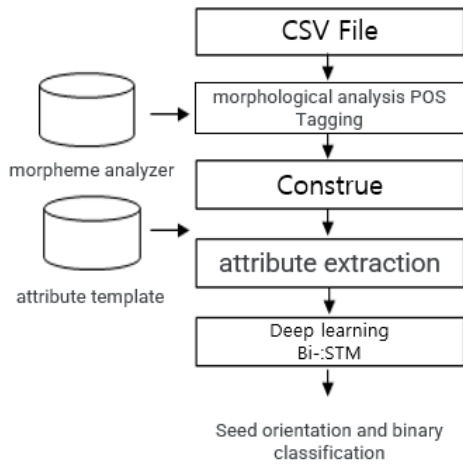 CSV File
morphological analysis POS
Tagging
morpheme analyzer
Construe
attribute extraction
attribute template
Deep learning
Bi-:STM
Seed orientation and binary
classification